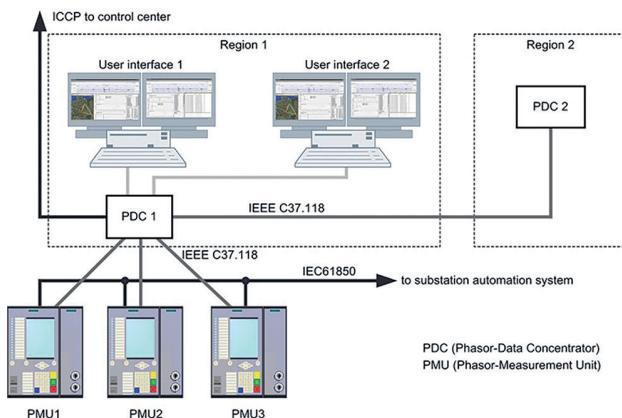 ICCP to control center
Region 1
Region 2
User interface 1
User interface 2
PDC 2
PDC 1
IEEE C37.118
IEEE C37.118
IEC61850
to substation automation system
PDC (Phasor-Data Concentrator)
PMU (Phasor-Measurement Unit)
PMU1
PMU2
PMU3